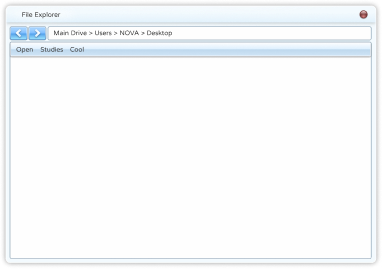 File Explorer
Main Drive > Users > NOVA > Desktop
Open Studies Cool